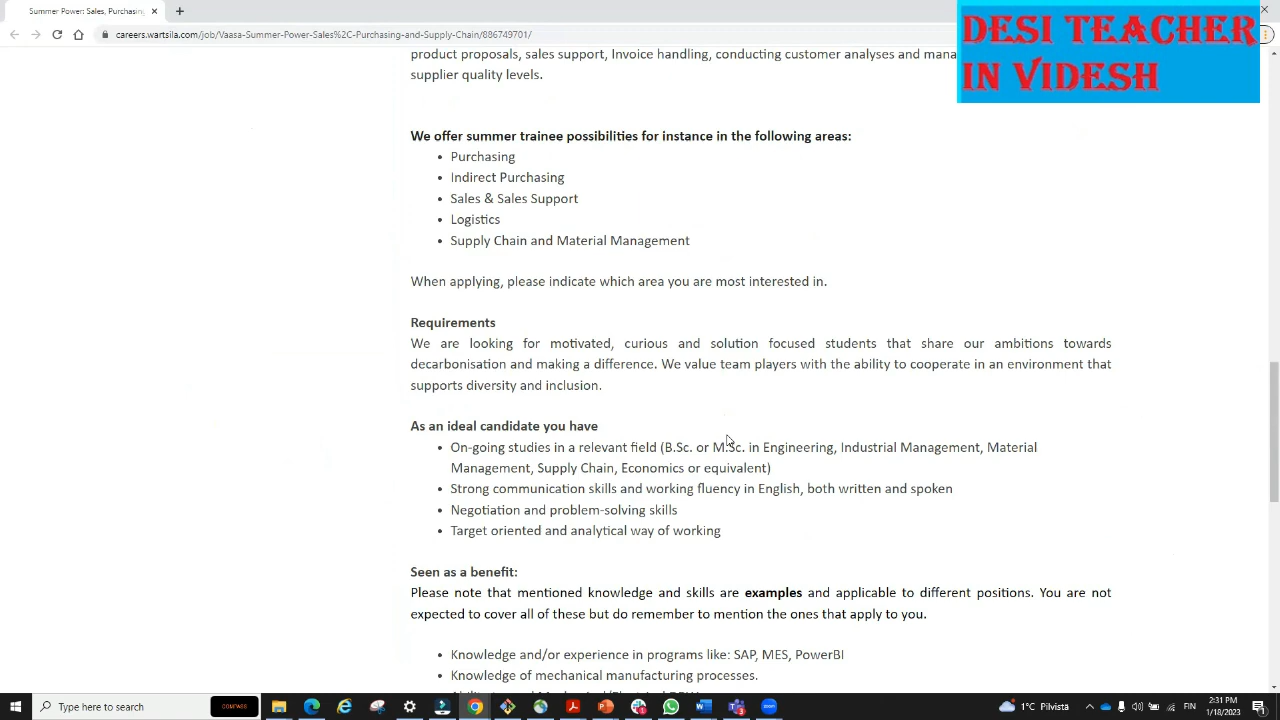 Summer Power: Sales, Purchasing
careers.wartsila.com/job/Vaasa-Summer-Power-Sales%2C-Purchasing-and-Supply-Chain/886749701/
DESI TEACHER
IN VIDESH
product proposals, sales support, Invoice handling, conducting customer analyses and mana
supplier quality levels.
We offer summer trainee possibilities for instance in the following areas:
• Purchasing
• Indirect Purchasing
• Sales & Sales Support
• Logistics
• Supply Chain and Material Management
When applying, please indicate which area you are most interested in.
Requirements
We are looking for motivated, curious and solution focused students that share our ambitions towards
decarbonisation and making a difference. We value team players with the ability to cooperate in an environment that
supports diversity and inclusion.
As an ideal candidate you have
• On-going studies in a relevant field (B.Sc. or M.Sc. in Engineering, Industrial Management, Material
Management, Supply Chain, Economics or equivalent)
• Strong communication skills and working fluency in English, both written and spoken
• Negotiation and problem-solving skills
• Target oriented and analytical way of working
Seen as a benefit:
Please note that mentioned knowledge and skills are examples and applicable to different positions. You are not
expected to cover all of these but do remember to mention the ones that apply to you.
• Knowledge and/or experience in programs like: SAP, MES, PowerBI
• Knowledge of mechanical manufacturing processes.
Type here to search
COMPASS
1°C Pilvistä
FIN
2:31 PM
1/18/2023